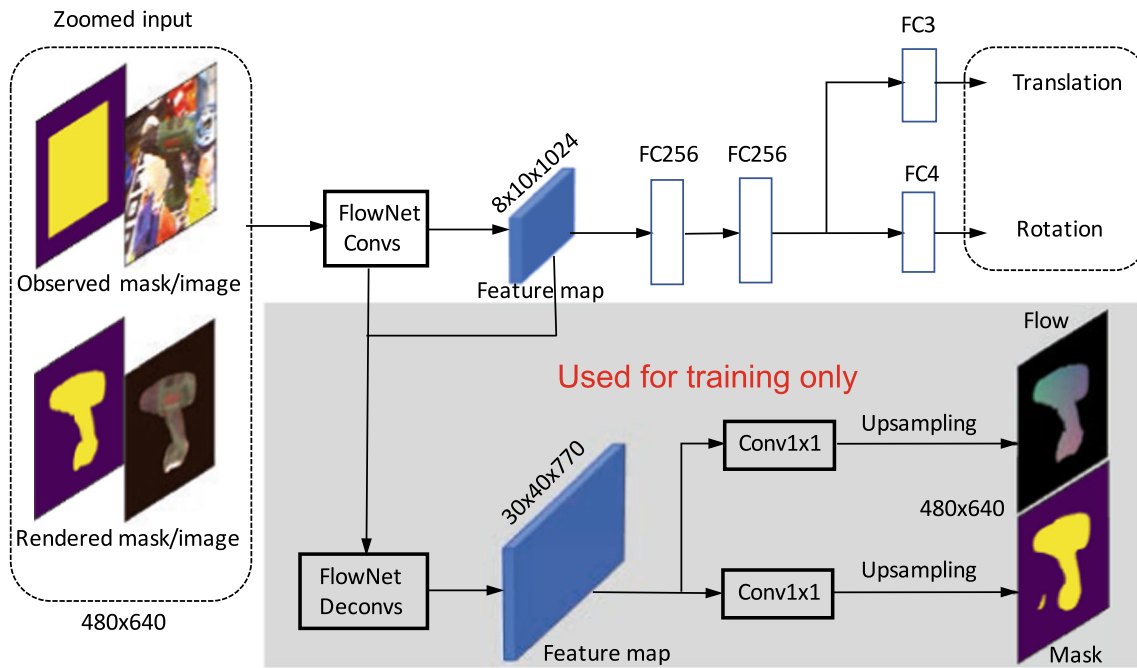 Zoomed input
Observed mask/image
Rendered mask/image
480x640
FlowNet
Convs
8x10x1024
Feature map
FC256
FC256
FC3
FC4
Translation
Rotation
Used for training only
FlowNet
Deconvs
30x40x770
Feature map
Conv1x1
Upsampling
Flow
480x640
Conv1x1
Upsampling
Mask